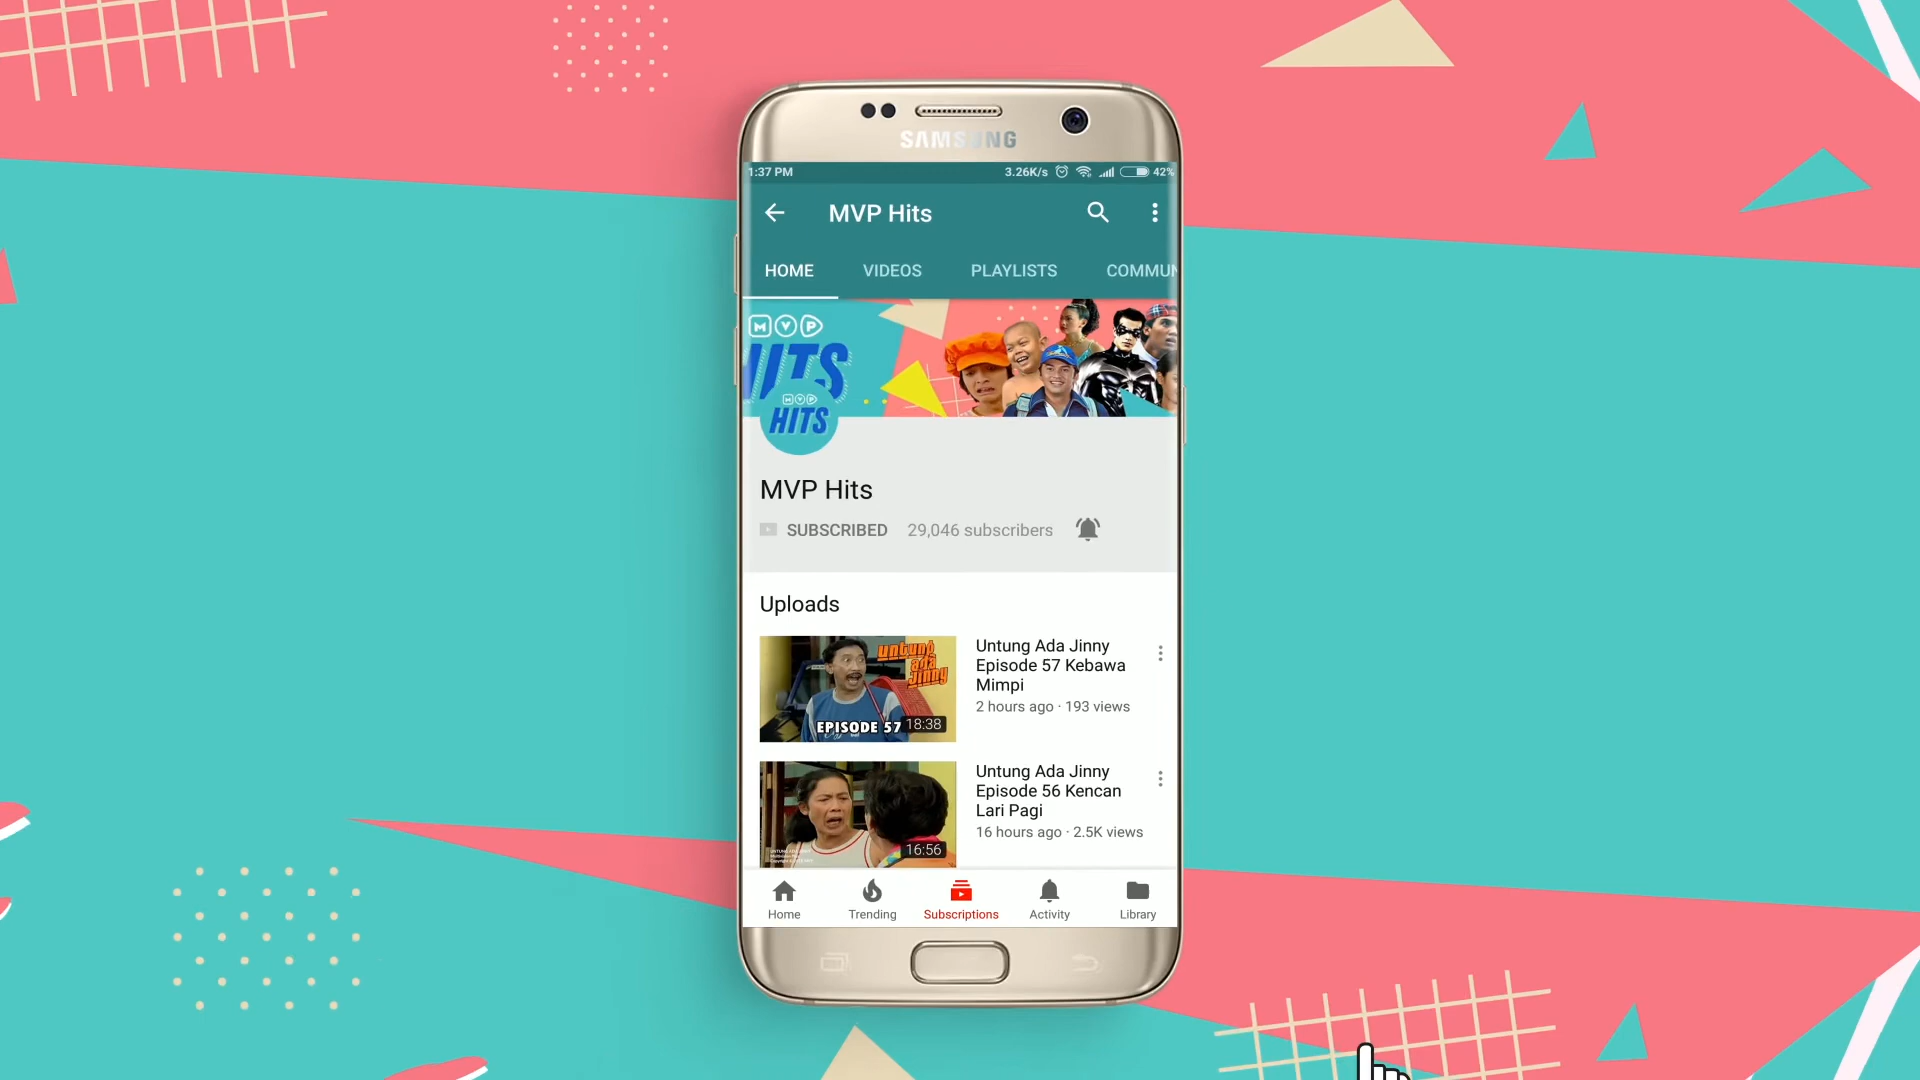 SAMSUNG
1:37 PM 3.26K/s 42%
MVP Hits
HOME VIDEOS PLAYLISTS COMMUN
MVP
HITS
MVP
HITS
MVP Hits
SUBSCRIBED 29,046 subscribers
Uploads
untung
ada
jinny
EPISODE 57 18:38
Untung Ada Jinny
Episode 57 Kebawa
Mimpi
2 hours ago · 193 views
16:56
Untung Ada Jinny
Episode 56 Kencan
Lari Pagi
16 hours ago · 2.5K views
Home Trending Subscriptions Activity Library